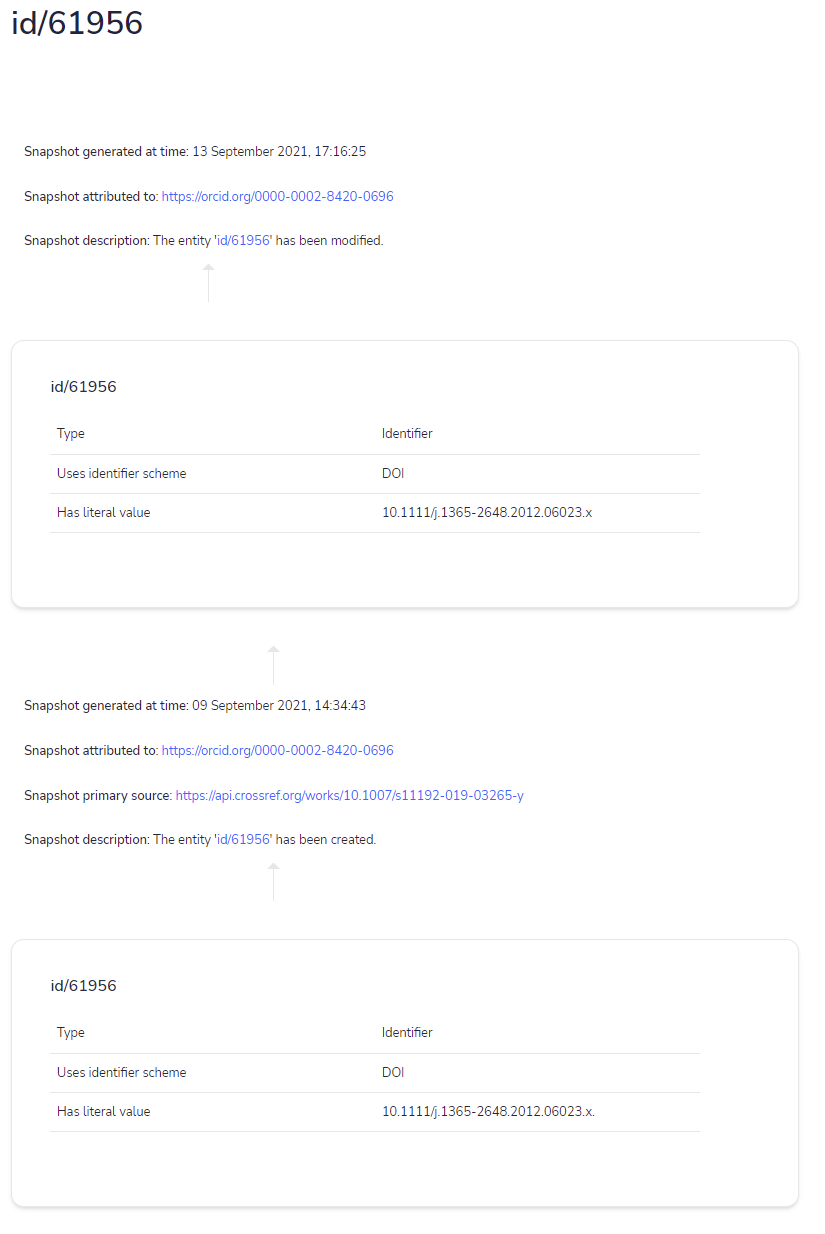 id/61956
Snapshot generated at time: 13 September 2021, 17:16:25
Snapshot attributed to: https://orcid.org/0000-0002-8420-0696
Snapshot description: The entity 'id/61956' has been modified.
id/61956
Type Identifier
Uses identifier scheme DOI
Has literal value 10.1111/j.1365-2648.2012.06023.x
Snapshot generated at time: 09 September 2021, 14:34:43
Snapshot attributed to: https://orcid.org/0000-0002-8420-0696
Snapshot primary source: https://api.crossref.org/works/10.1007/s11192-019-03265-y
Snapshot description: The entity 'id/61956' has been created.
id/61956
Type Identifier
Uses identifier scheme DOI
Has literal value 10.1111/j.1365-2648.2012.06023.x.